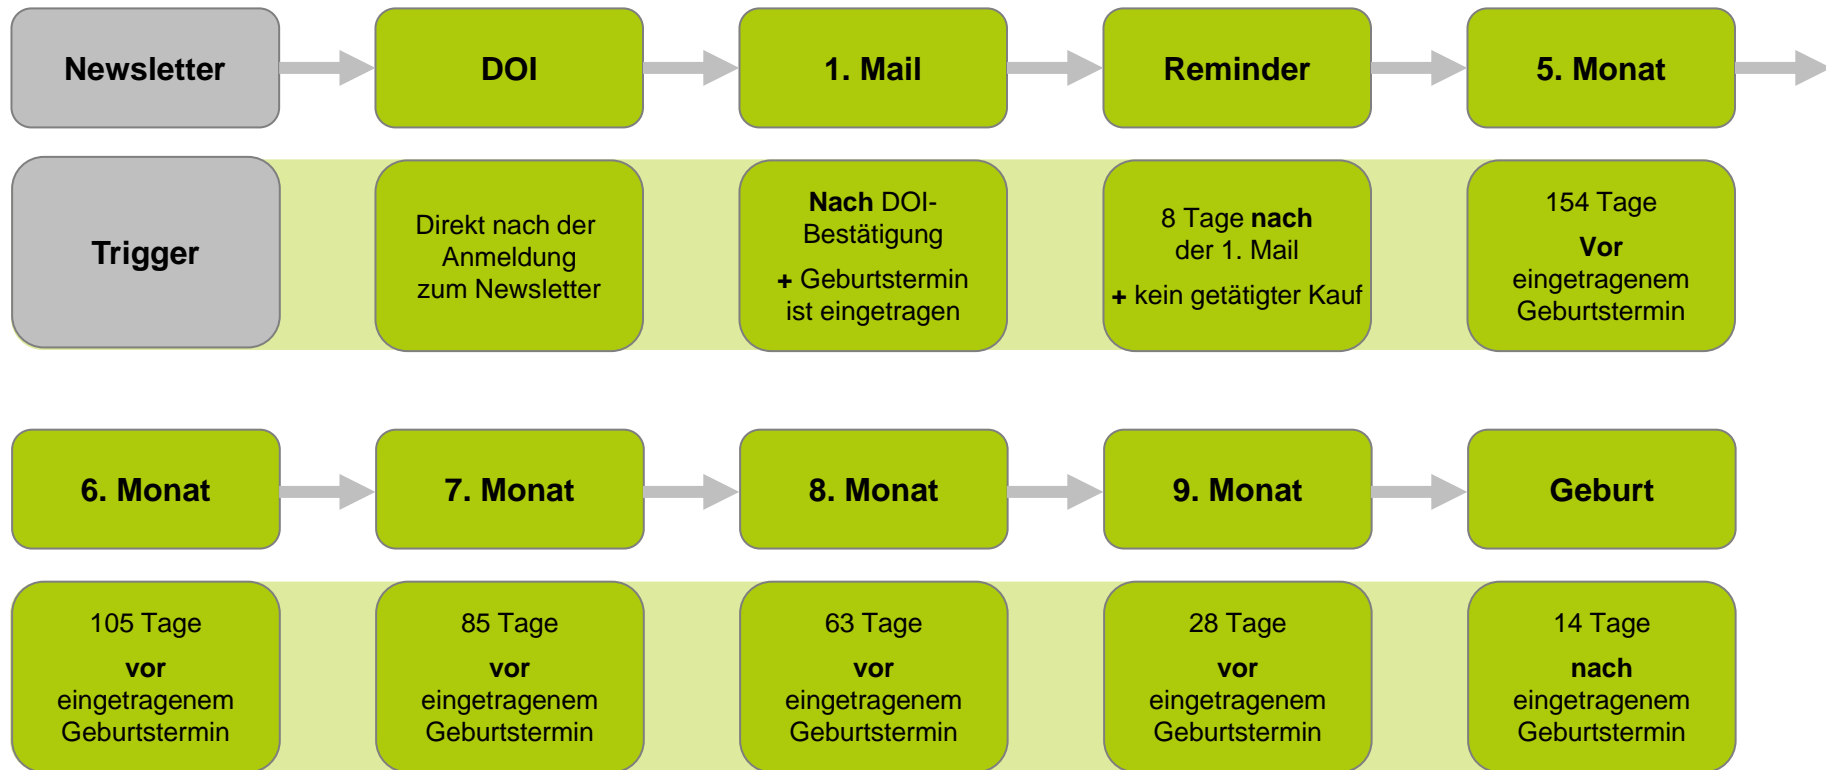 Newsletter
DOI
1. Mail
Reminder
5. Monat
Trigger
Direkt nach der
Anmeldung
zum Newsletter
Nach DOI-
Bestätigung
+ Geburtstermin
ist eingetragen
8 Tage nach
der 1. Mail
+ kein getätigter Kauf
154 Tage
Vor
eingetragenem
Geburtstermin
6. Monat
7. Monat
8. Monat
9. Monat
Geburt
105 Tage
vor
eingetragenem
Geburtstermin
85 Tage
vor
eingetragenem
Geburtstermin
63 Tage
vor
eingetragenem
Geburtstermin
28 Tage
vor
eingetragenem
Geburtstermin
14 Tage
nach
eingetragenem
Geburtstermin